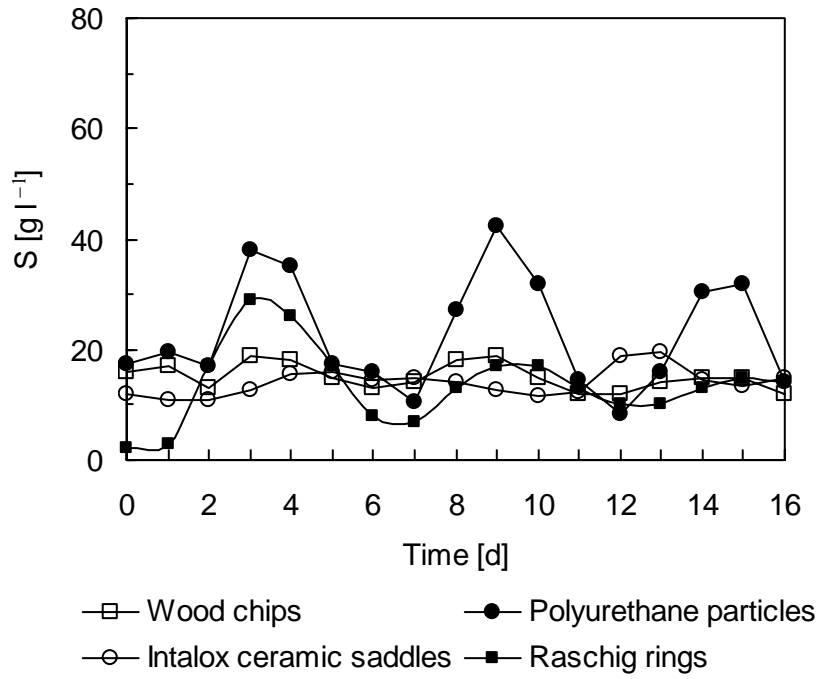 80
60
40
20
0
S [g l⁻¹]
0 2 4 6 8 10 12 14 16
Time [d]
Wood chips Polyurethane particles
Intalox ceramic saddles Raschig rings